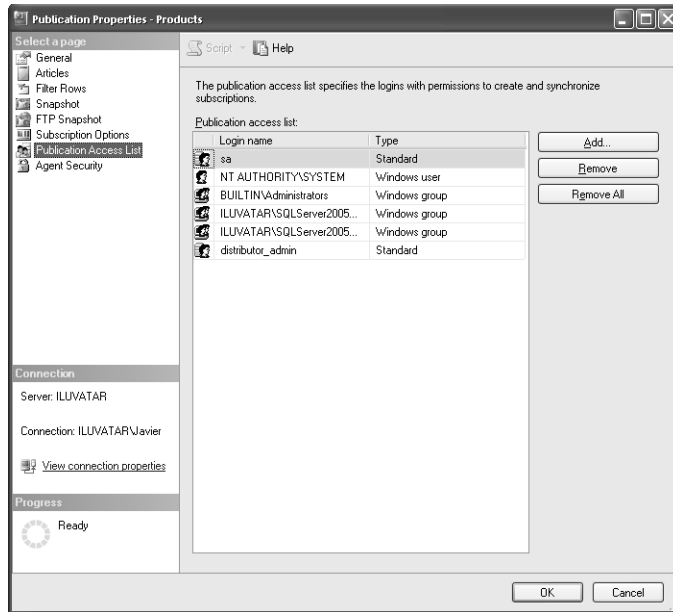 Publication Properties - Products
Select a page
General
Articles
Filter Rows
Snapshot
FTP Snapshot
Subscription Options
Publication Access List
Agent Security
Script
Help
The publication access list specifies the logins with permissions to create and synchronize
subscriptions.
Publication access list:
Login name Type
sa Standard
NT AUTHORITY\SYSTEM Windows user
BUILTIN\Administrators Windows group
ILUVATAR\SQLServer2005... Windows group
ILUVATAR\SQLServer2005... Windows group
distributor_admin Standard
Add...
Remove
Remove All
Connection
Server: ILUVATAR
Connection: ILUVATAR\Javier
View connection properties
Progress
Ready
OK Cancel